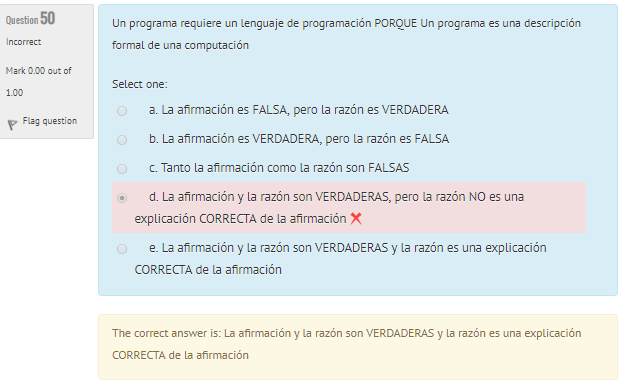 Question 50
Incorrect
Mark 0.00 out of
1.00
Flag question
Un programa requiere un lenguaje de programación PORQUE Un programa es una descripción
formal de una computación
Select one:
a. La afirmación es FALSA, pero la razón es VERDADERA
b. La afirmación es VERDADERA, pero la razón es FALSA
c. Tanto la afirmación como la razón son FALSAS
d. La afirmación y la razón son VERDADERAS, pero la razón NO es una
explicación CORRECTA de la afirmación
e. La afirmación y la razón son VERDADERAS y la razón es una explicación
CORRECTA de la afirmación
The correct answer is: La afirmación y la razón son VERDADERAS y la razón es una explicación
CORRECTA de la afirmación